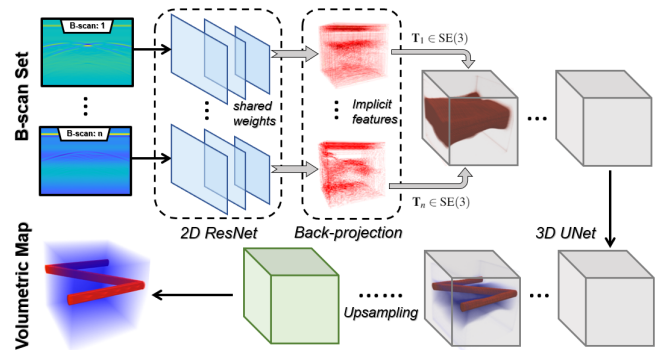 B-scan Set
B-scan: 1
B-scan: n
shared
weights
Implicit
features
T₁ ∈ SE(3)
Tₙ ∈ SE(3)
2D ResNet
Back-projection
3D UNet
Volumetric Map
Upsampling